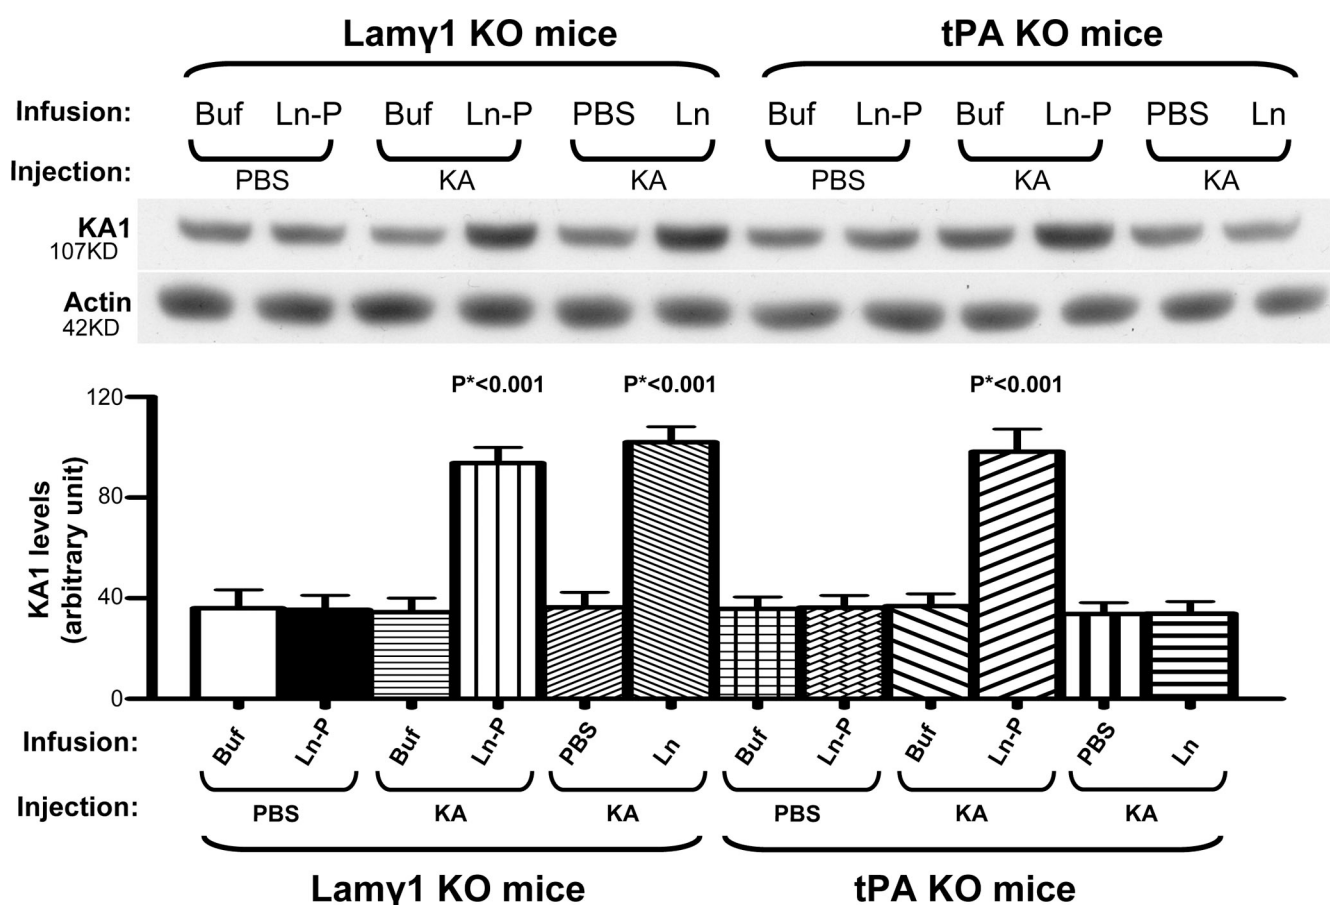 Lamγ1 KO mice tPA KO mice
Infusion: Buf Ln-P Buf Ln-P PBS Ln Buf Ln-P Buf Ln-P PBS Ln
Injection: PBS KA KA PBS KA KA
KA1
107KD
Actin
42KD
P*<0.001 P*<0.001 P*<0.001
120
80
40
0
KA1 levels
(arbitrary unit)
Infusion: Buf Ln-P Buf Ln-P PBS Ln Buf Ln-P Buf Ln-P PBS Ln
Injection: PBS KA KA PBS KA KA
Lamγ1 KO mice tPA KO mice